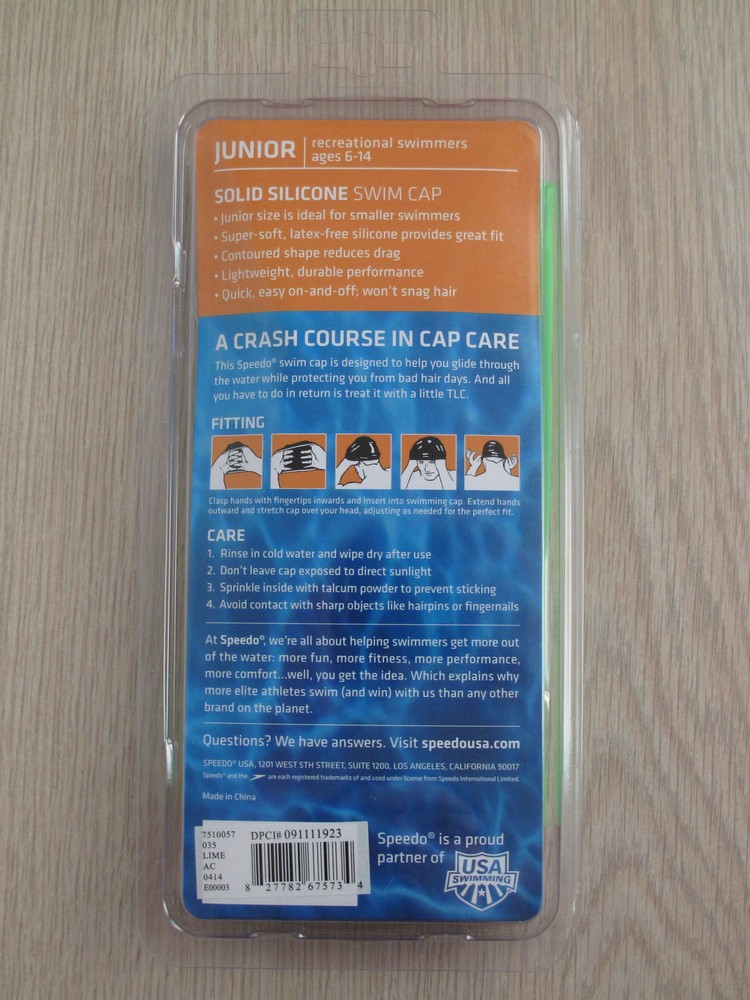 JUNIOR
recreational swimmers
ages 6-14
SOLID SILICONE SWIM CAP
• Junior size is ideal for smaller swimmers
• Super-soft, latex-free silicone provides great fit
• Contoured shape reduces drag
• Lightweight, durable performance
• Quick, easy on-and-off; won't snag hair
A CRASH COURSE IN CAP CARE
This Speedo® swim cap is designed to help you glide through
the water while protecting you from bad hair days. And all
you have to do in return is treat it with a little TLC.
FITTING
Clasp hands with fingertips inwards and insert into swimming cap. Extend hands
outward and stretch cap over your head, adjusting as needed for the perfect fit.
CARE
1. Rinse in cold water and wipe dry after use
2. Don't leave cap exposed to direct sunlight
3. Sprinkle inside with talcum powder to prevent sticking
4. Avoid contact with sharp objects like hairpins or fingernails
At Speedo®, we're all about helping swimmers get more out
of the water: more fun, more fitness, more performance,
more comfort...well, you get the idea. Which explains why
more elite athletes swim (and win) with us than any other
brand on the planet.
Questions? We have answers. Visit speedousa.com
SPEEDO® USA, 1201 WEST 5TH STREET, SUITE 1200, LOS ANGELES, CALIFORNIA 90017
Speedo® and the are each registered trademarks of and used under license from Speedo International Limited.
Made in China
7510057
035
LIME
AC
0414
E00003
DPCI# 091111923
8 27782 67573 4
Speedo® is a proud
partner of
USA
SWIMMING